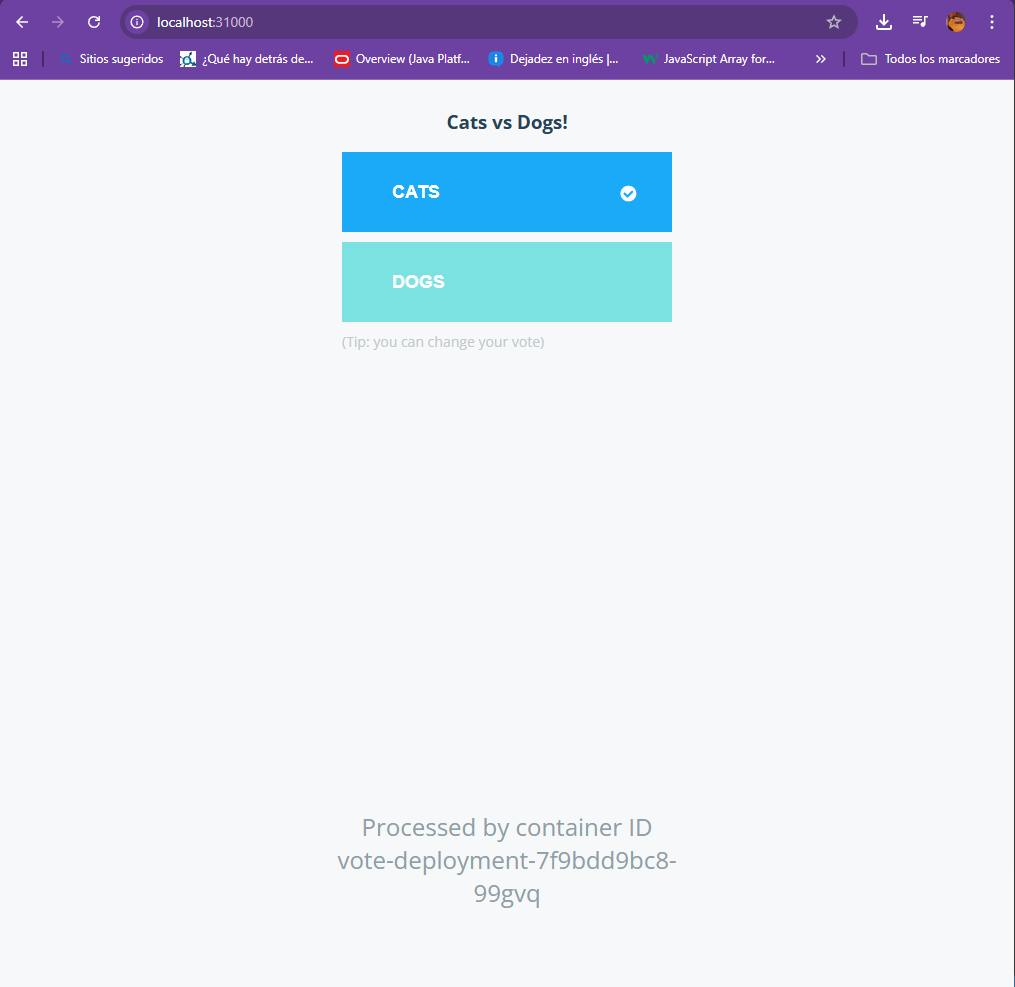 localhost:31000
Sitios sugeridos ¿Qué hay detrás de... Overview (Java Platf... Dejadez en inglés |... JavaScript Array for... » Todos los marcadores
Cats vs Dogs!
CATS
DOGS
(Tip: you can change your vote)
Processed by container ID
vote-deployment-7f9bdd9bc8-
99gvq